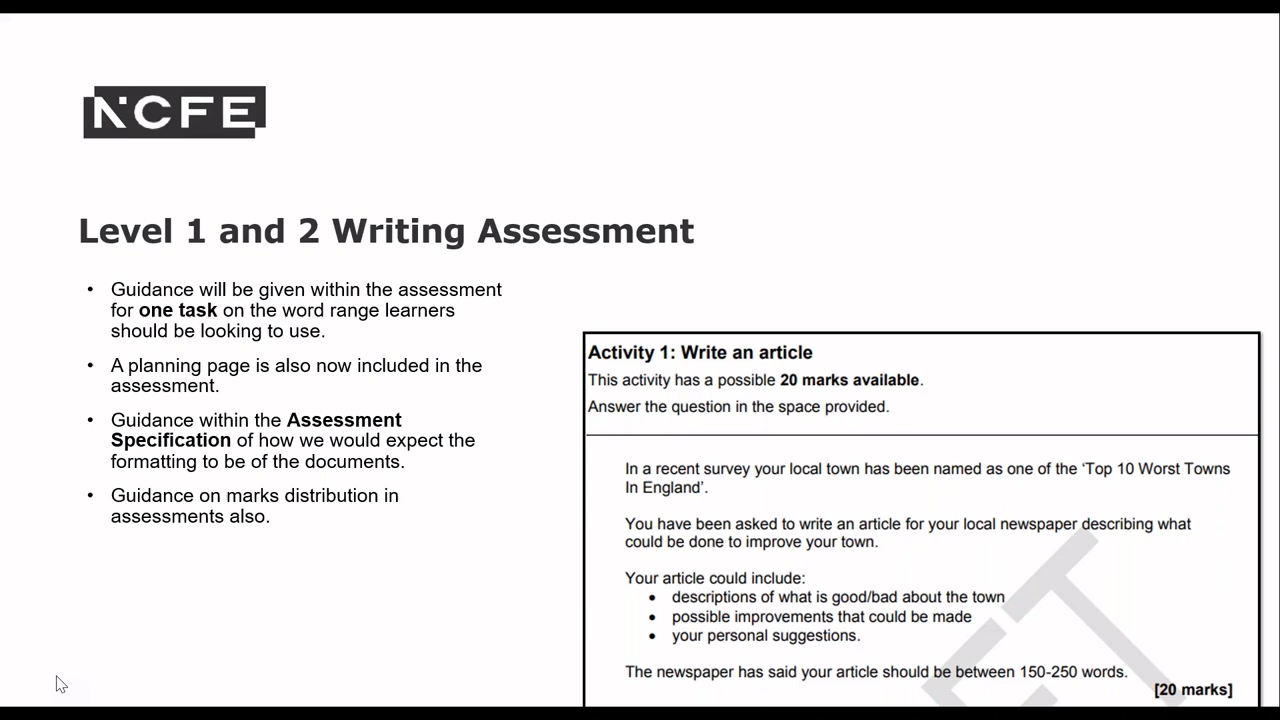 NCFE
Level 1 and 2 Writing Assessment
• Guidance will be given within the assessment
for one task on the word range learners
should be looking to use.
• A planning page is also now included in the
assessment.
• Guidance within the Assessment
Specification of how we would expect the
formatting to be of the documents.
• Guidance on marks distribution in
assessments also.
Activity 1: Write an article
This activity has a possible 20 marks available.
Answer the question in the space provided.
In a recent survey your local town has been named as one of the ‘Top 10 Worst Towns
In England’.
You have been asked to write an article for your local newspaper describing what
could be done to improve your town.
Your article could include:
• descriptions of what is good/bad about the town
• possible improvements that could be made
• your personal suggestions.
The newspaper has said your article should be between 150-250 words.
[20 marks]